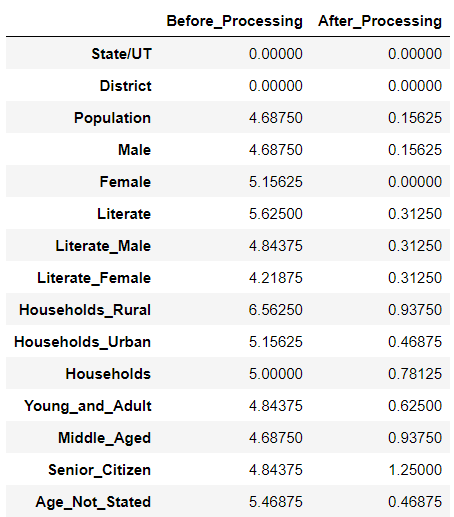 Before_Processing After_Processing
State/UT 0.00000 0.00000
District 0.00000 0.00000
Population 4.68750 0.15625
Male 4.68750 0.15625
Female 5.15625 0.00000
Literate 5.62500 0.31250
Literate_Male 4.84375 0.31250
Literate_Female 4.21875 0.31250
Households_Rural 6.56250 0.93750
Households_Urban 5.15625 0.46875
Households 5.00000 0.78125
Young_and_Adult 4.84375 0.62500
Middle_Aged 4.68750 0.93750
Senior_Citizen 4.84375 1.25000
Age_Not_Stated 5.46875 0.46875